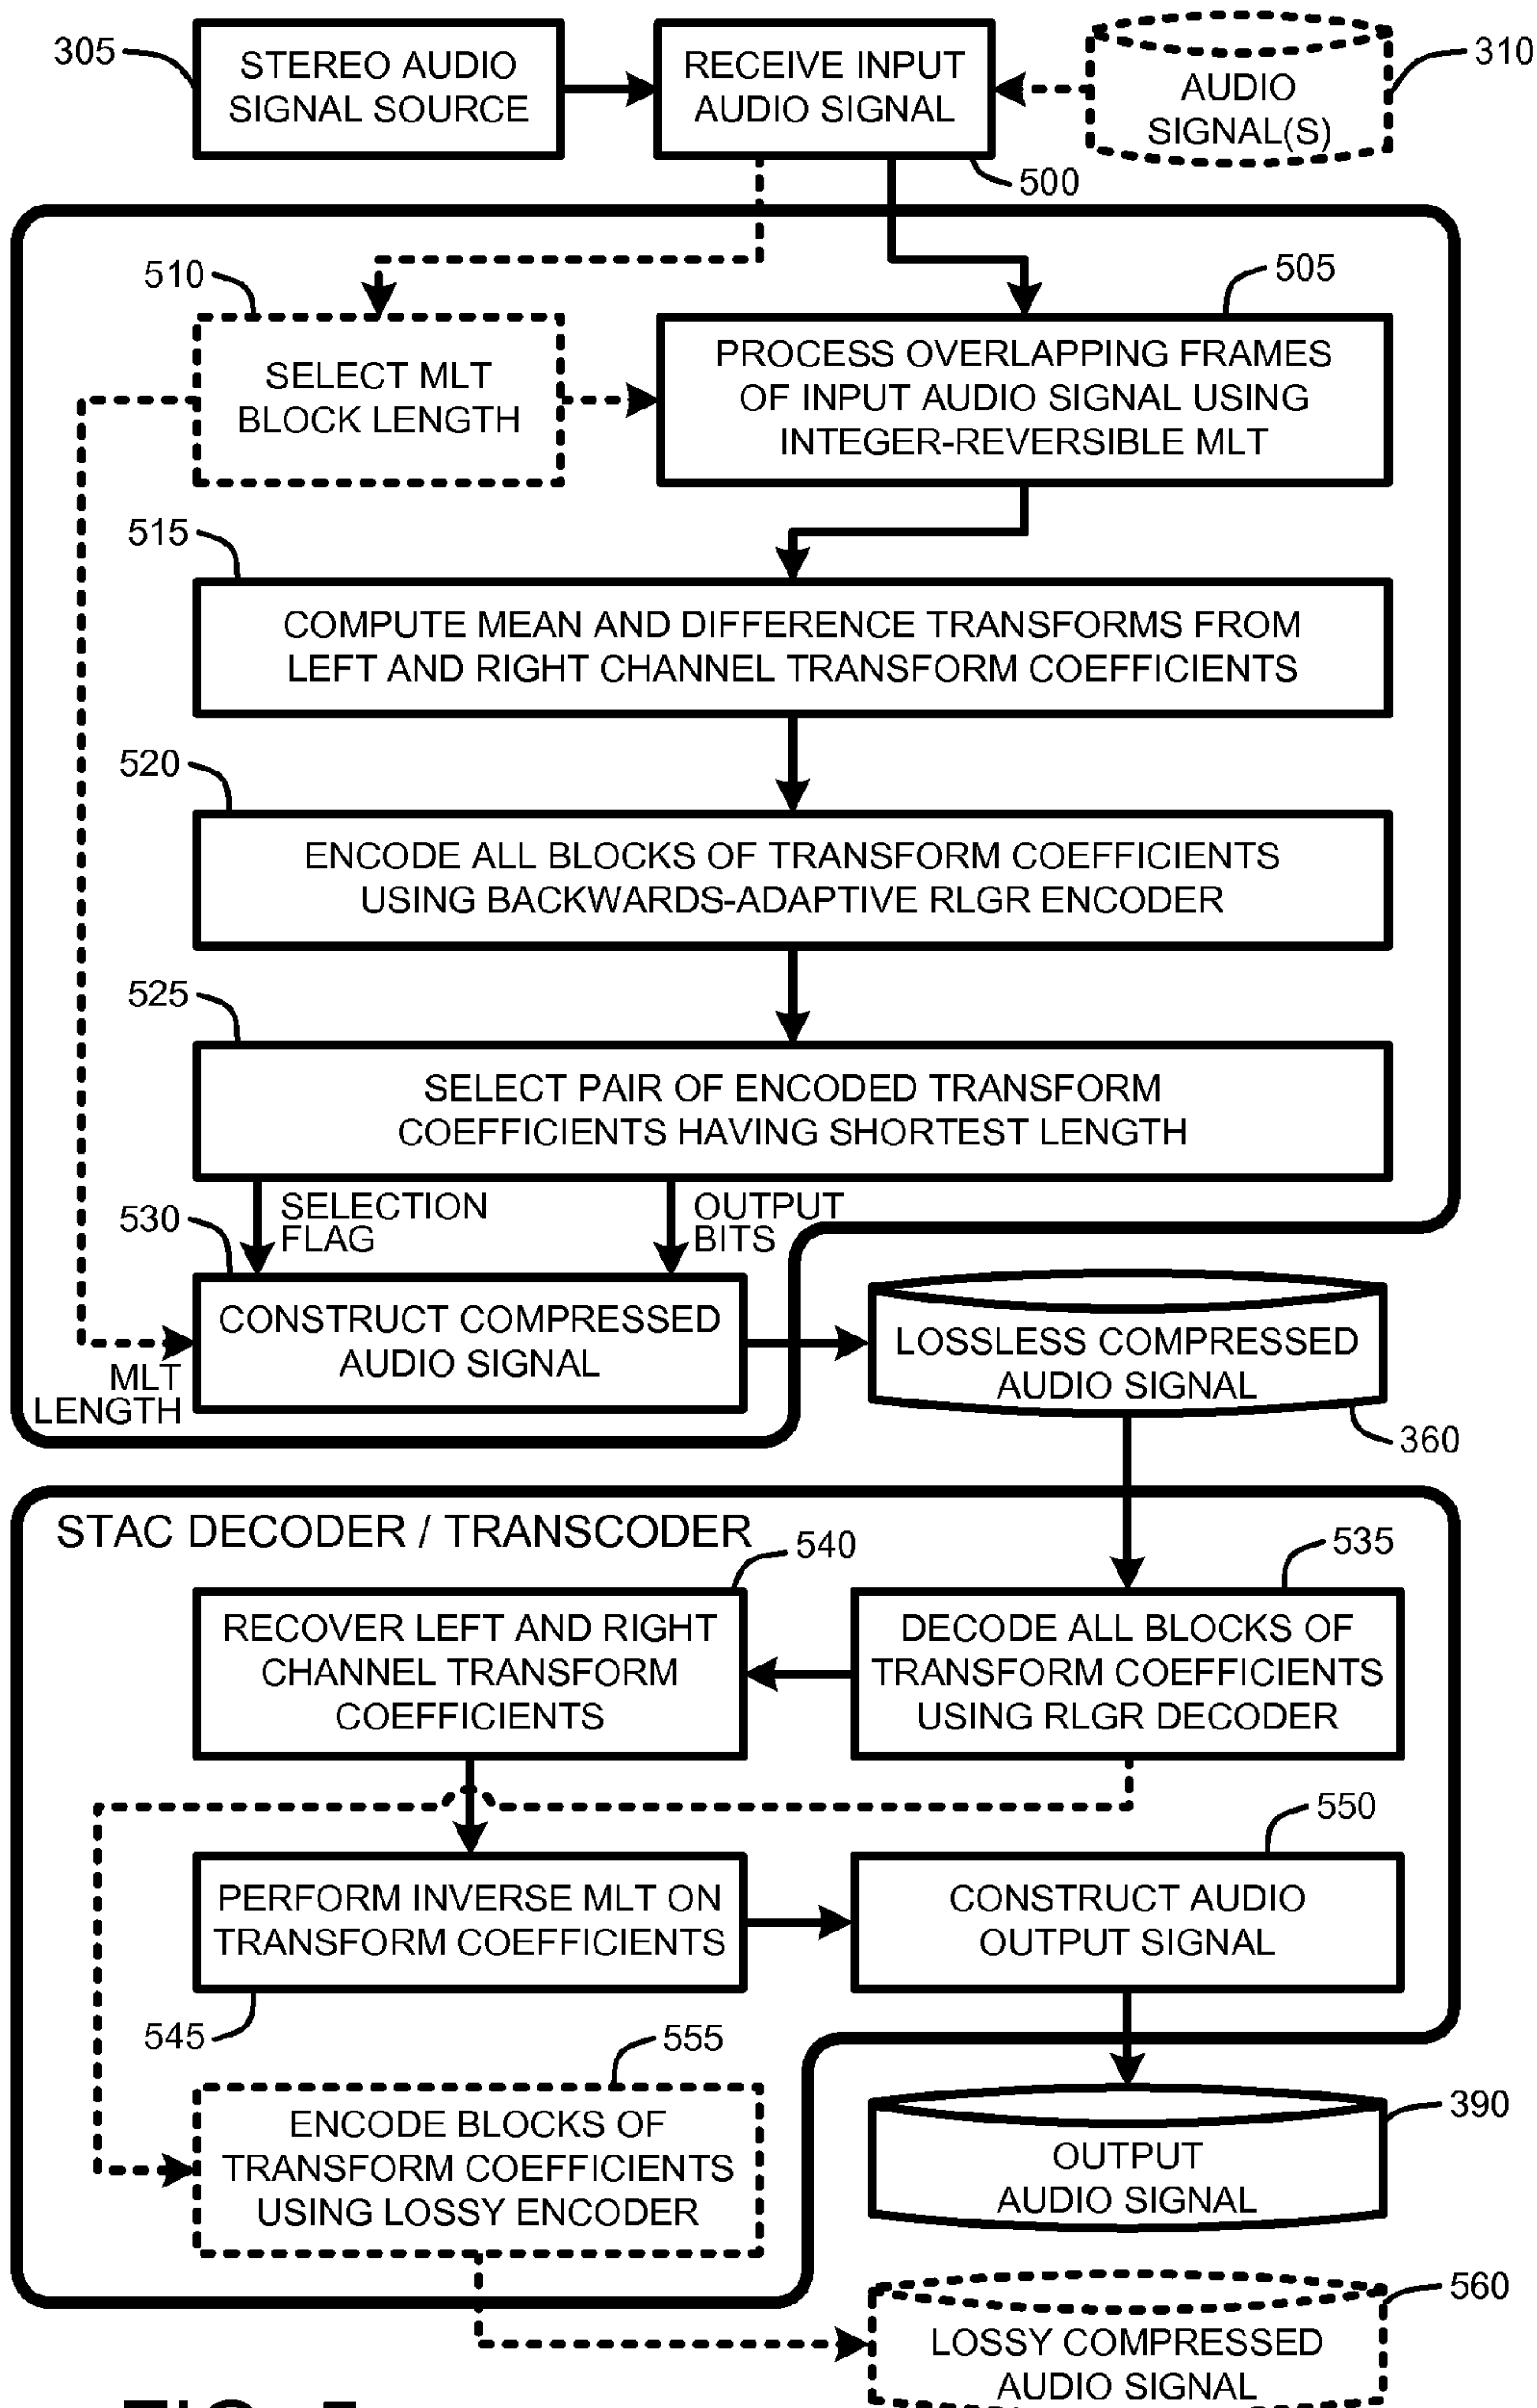 305
STEREO AUDIO
SIGNAL SOURCE
RECEIVE INPUT
AUDIO SIGNAL
AUDIO
SIGNAL(S)
310
500
510
505
SELECT MLT
BLOCK LENGTH
PROCESS OVERLAPPING FRAMES
OF INPUT AUDIO SIGNAL USING
INTEGER-REVERSIBLE MLT
515
COMPUTE MEAN AND DIFFERENCE TRANSFORMS FROM
LEFT AND RIGHT CHANNEL TRANSFORM COEFFICIENTS
520
ENCODE ALL BLOCKS OF TRANSFORM COEFFICIENTS
USING BACKWARDS-ADAPTIVE RLGR ENCODER
525
SELECT PAIR OF ENCODED TRANSFORM
COEFFICIENTS HAVING SHORTEST LENGTH
530
SELECTION
FLAG
OUTPUT
BITS
CONSTRUCT COMPRESSED
AUDIO SIGNAL
MLT
LENGTH
LOSSLESS COMPRESSED
AUDIO SIGNAL
360
STAC DECODER / TRANSCODER
540
535
RECOVER LEFT AND RIGHT
CHANNEL TRANSFORM
COEFFICIENTS
DECODE ALL BLOCKS OF
TRANSFORM COEFFICIENTS
USING RLGR DECODER
550
PERFORM INVERSE MLT ON
TRANSFORM COEFFICIENTS
CONSTRUCT AUDIO
OUTPUT SIGNAL
545
555
ENCODE BLOCKS OF
TRANSFORM COEFFICIENTS
USING LOSSY ENCODER
390
OUTPUT
AUDIO SIGNAL
560
LOSSY COMPRESSED
AUDIO SIGNAL